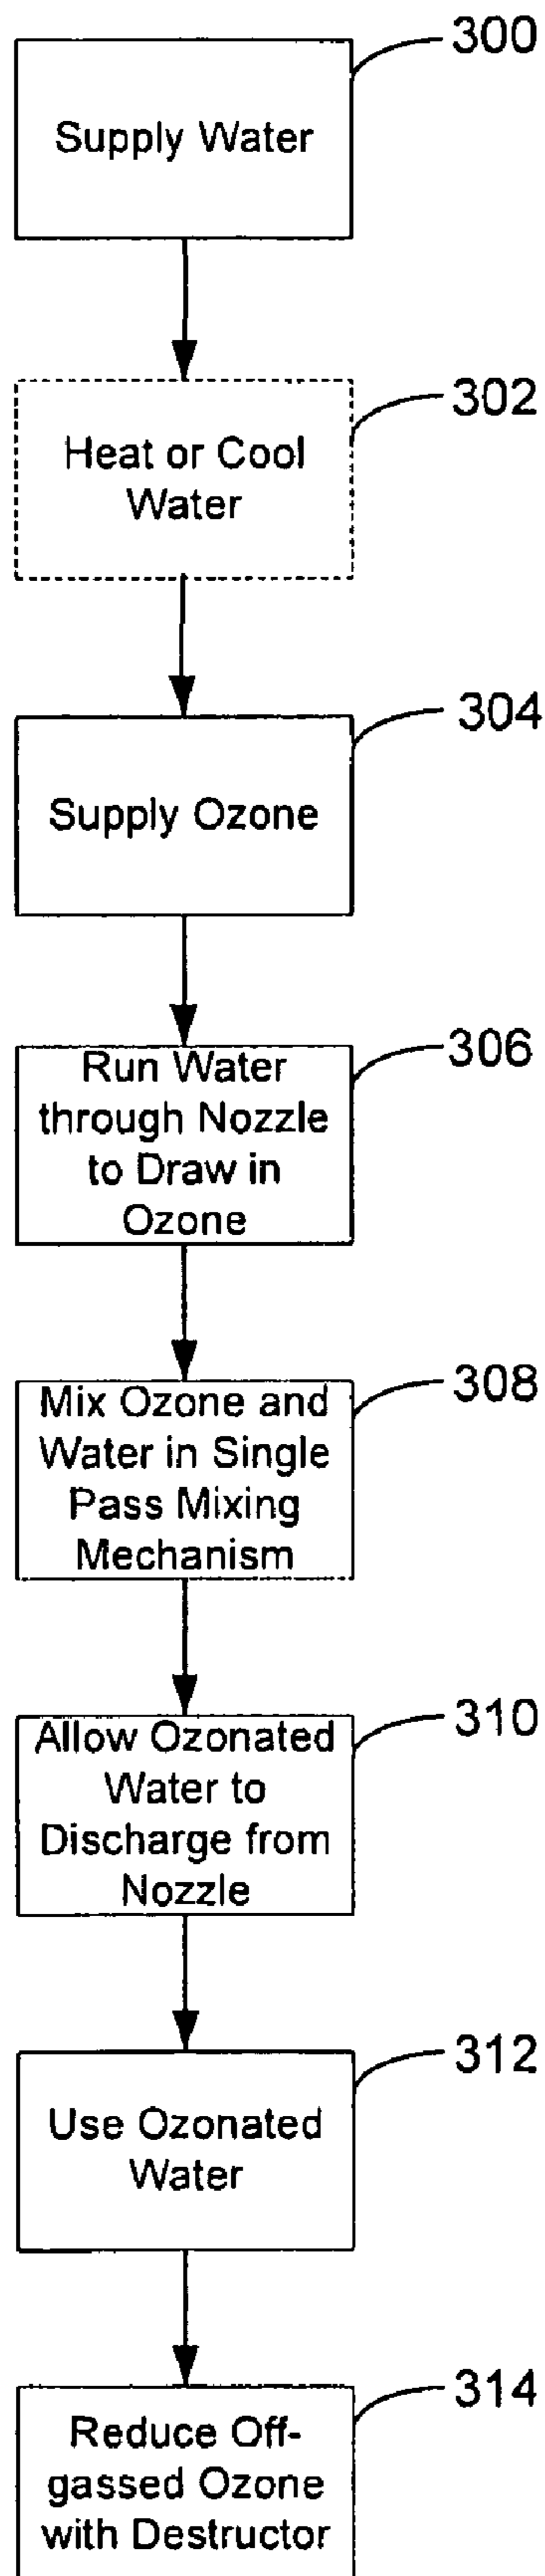 300
Supply Water
302
Heat or Cool
Water
304
Supply Ozone
306
Run Water
through Nozzle
to Draw in
Ozone
308
Mix Ozone and
Water in Single
Pass Mixing
Mechanism
310
Allow Ozonated
Water to
Discharge from
Nozzle
312
Use Ozonated
Water
314
Reduce Off-
gassed Ozone
with Destructor